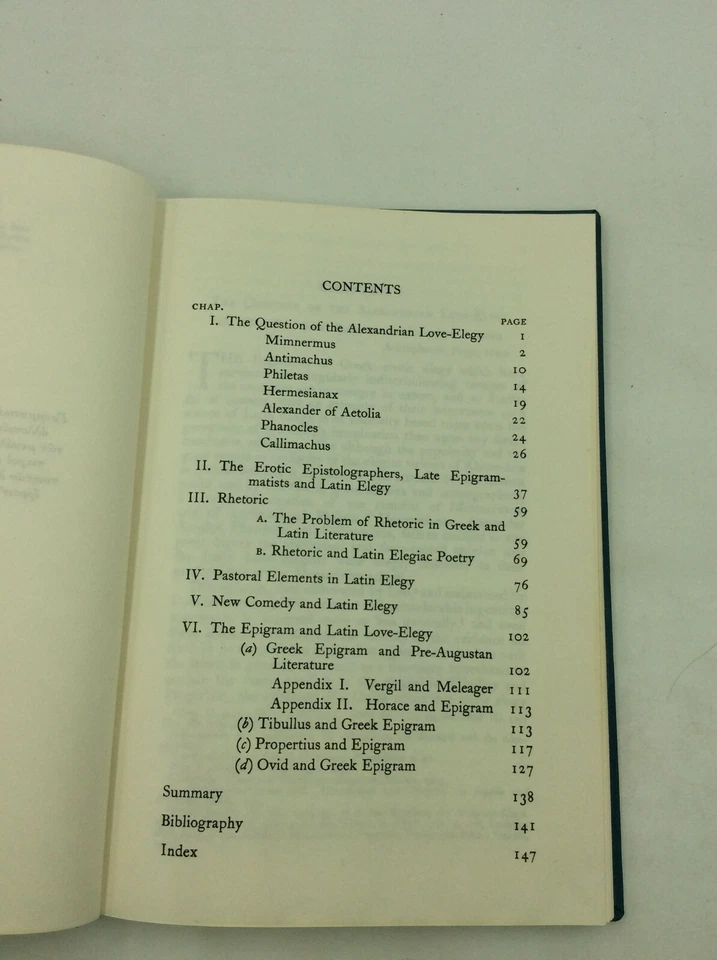 CONTENTS
CHAP. PAGE
I. The Question of the Alexandrian Love-Elegy 1
Mimnermus 2
Antimachus 10
Philetas 14
Hermesianax 19
Alexander of Aetolia 22
Phanocles 24
Callimachus 26
II. The Erotic Epistolographers, Late Epigram-
matists and Latin Elegy 37
III. Rhetoric 59
A. The Problem of Rhetoric in Greek and
Latin Literature 59
B. Rhetoric and Latin Elegiac Poetry 69
IV. Pastoral Elements in Latin Elegy 76
V. New Comedy and Latin Elegy 85
VI. The Epigram and Latin Love-Elegy 102
(a) Greek Epigram and Pre-Augustan
Literature 102
Appendix I. Vergil and Meleager 111
Appendix II. Horace and Epigram 113
(b) Tibullus and Greek Epigram 113
(c) Propertius and Epigram 117
(d) Ovid and Greek Epigram 127
Summary 138
Bibliography 141
Index 147